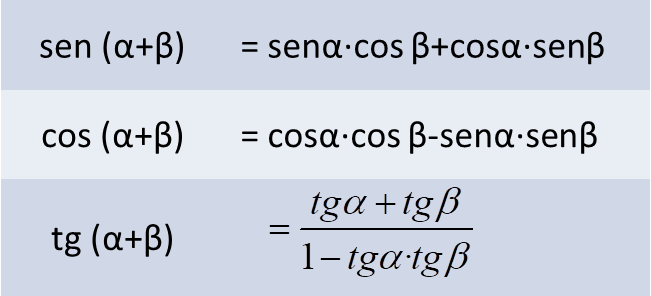 sen (α+β) = senα·cos β+cosα·senβ
cos (α+β) = cosα·cos β-senα·senβ
tg (α+β) = tgα + tgβ / 1 − tgα·tgβ